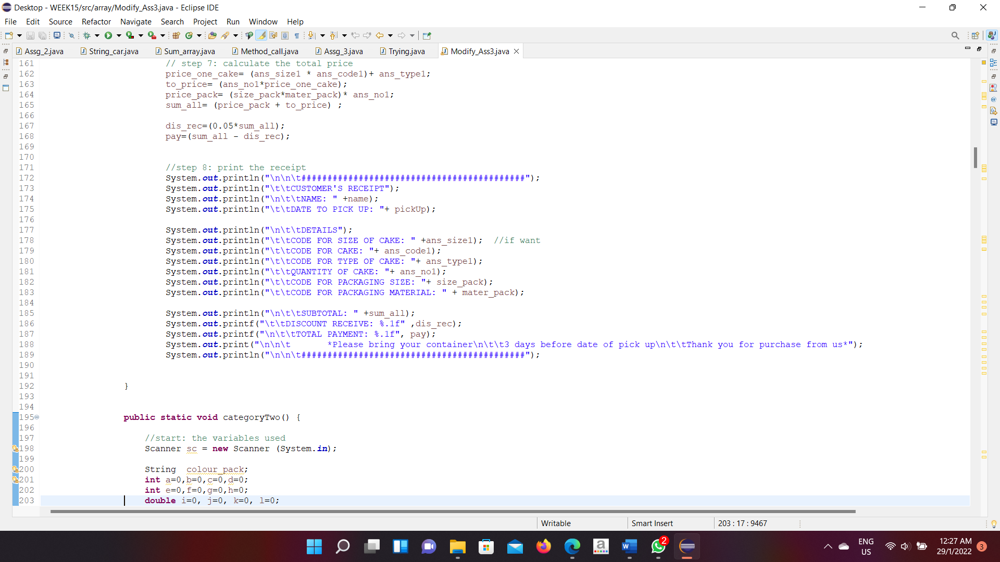 Desktop - WEEK15/src/array/Modify_Ass3.java - Eclipse IDE
File Edit Source Refactor Navigate Search Project Run Window Help
Assg_2.java String_car.java Sum_array.java Method_call.java Assg_3.java Trying.java Modify_Ass3.java
161 // step 7: calculate the total price
162 price_one_cake= (ans_size1 * ans_code1)+ ans_type1;
163 to_price= (ans_no1*price_one_cake);
164 price_pack= (size_pack*mater_pack)* ans_no1;
165 sum_all= (price_pack + to_price) ;
166
167 dis_rec=(0.05*sum_all);
168 pay=(sum_all - dis_rec);
169
170
171 //step 8: print the receipt
172 System.out.println("\n\n\t###########################################");
173 System.out.println("\t\tCUSTOMER'S RECEIPT");
174 System.out.println("\n\t\tNAME: " +name);
175 System.out.println("\t\tDATE TO PICK UP: "+ pickUp);
176
177 System.out.println("\n\t\tDETAILS");
178 System.out.println("\t\tCODE FOR SIZE OF CAKE: " +ans_size1); //if want
179 System.out.println("\t\tCODE FOR CAKE: "+ ans_code1);
180 System.out.println("\t\tCODE FOR TYPE OF CAKE: "+ ans_type1);
181 System.out.println("\t\tQUANTITY OF CAKE: "+ ans_no1);
182 System.out.println("\t\tCODE FOR PACKAGING SIZE: "+ size_pack);
183 System.out.println("\t\tCODE FOR PACKAGING MATERIAL: " + mater_pack);
184
185 System.out.println("\n\t\tSUBTOTAL: " +sum_all);
186 System.out.printf("\t\tDISCOUNT RECEIVE: %.1f" ,dis_rec);
187 System.out.printf("\n\t\tTOTAL PAYMENT: %.1f", pay);
188 System.out.print("\n\n\t       *Please bring your container\n\t\t3 days before date of pick up\n\t\tThank you for purchase from us*");
189 System.out.println("\n\n\t###########################################");
190
191
192 }
193
194
195 public static void categoryTwo() {
196
197 //start: the variables used
198 Scanner sc = new Scanner (System.in);
199
200 String  colour_pack;
201 int a=0,b=0,c=0,d=0;
202 int e=0,f=0,g=0,h=0;
203 double i=0, j=0, k=0, l=0;
Writable Smart Insert 203 : 17 : 9467
2
ENG
US
12:27 AM
29/1/2022
3